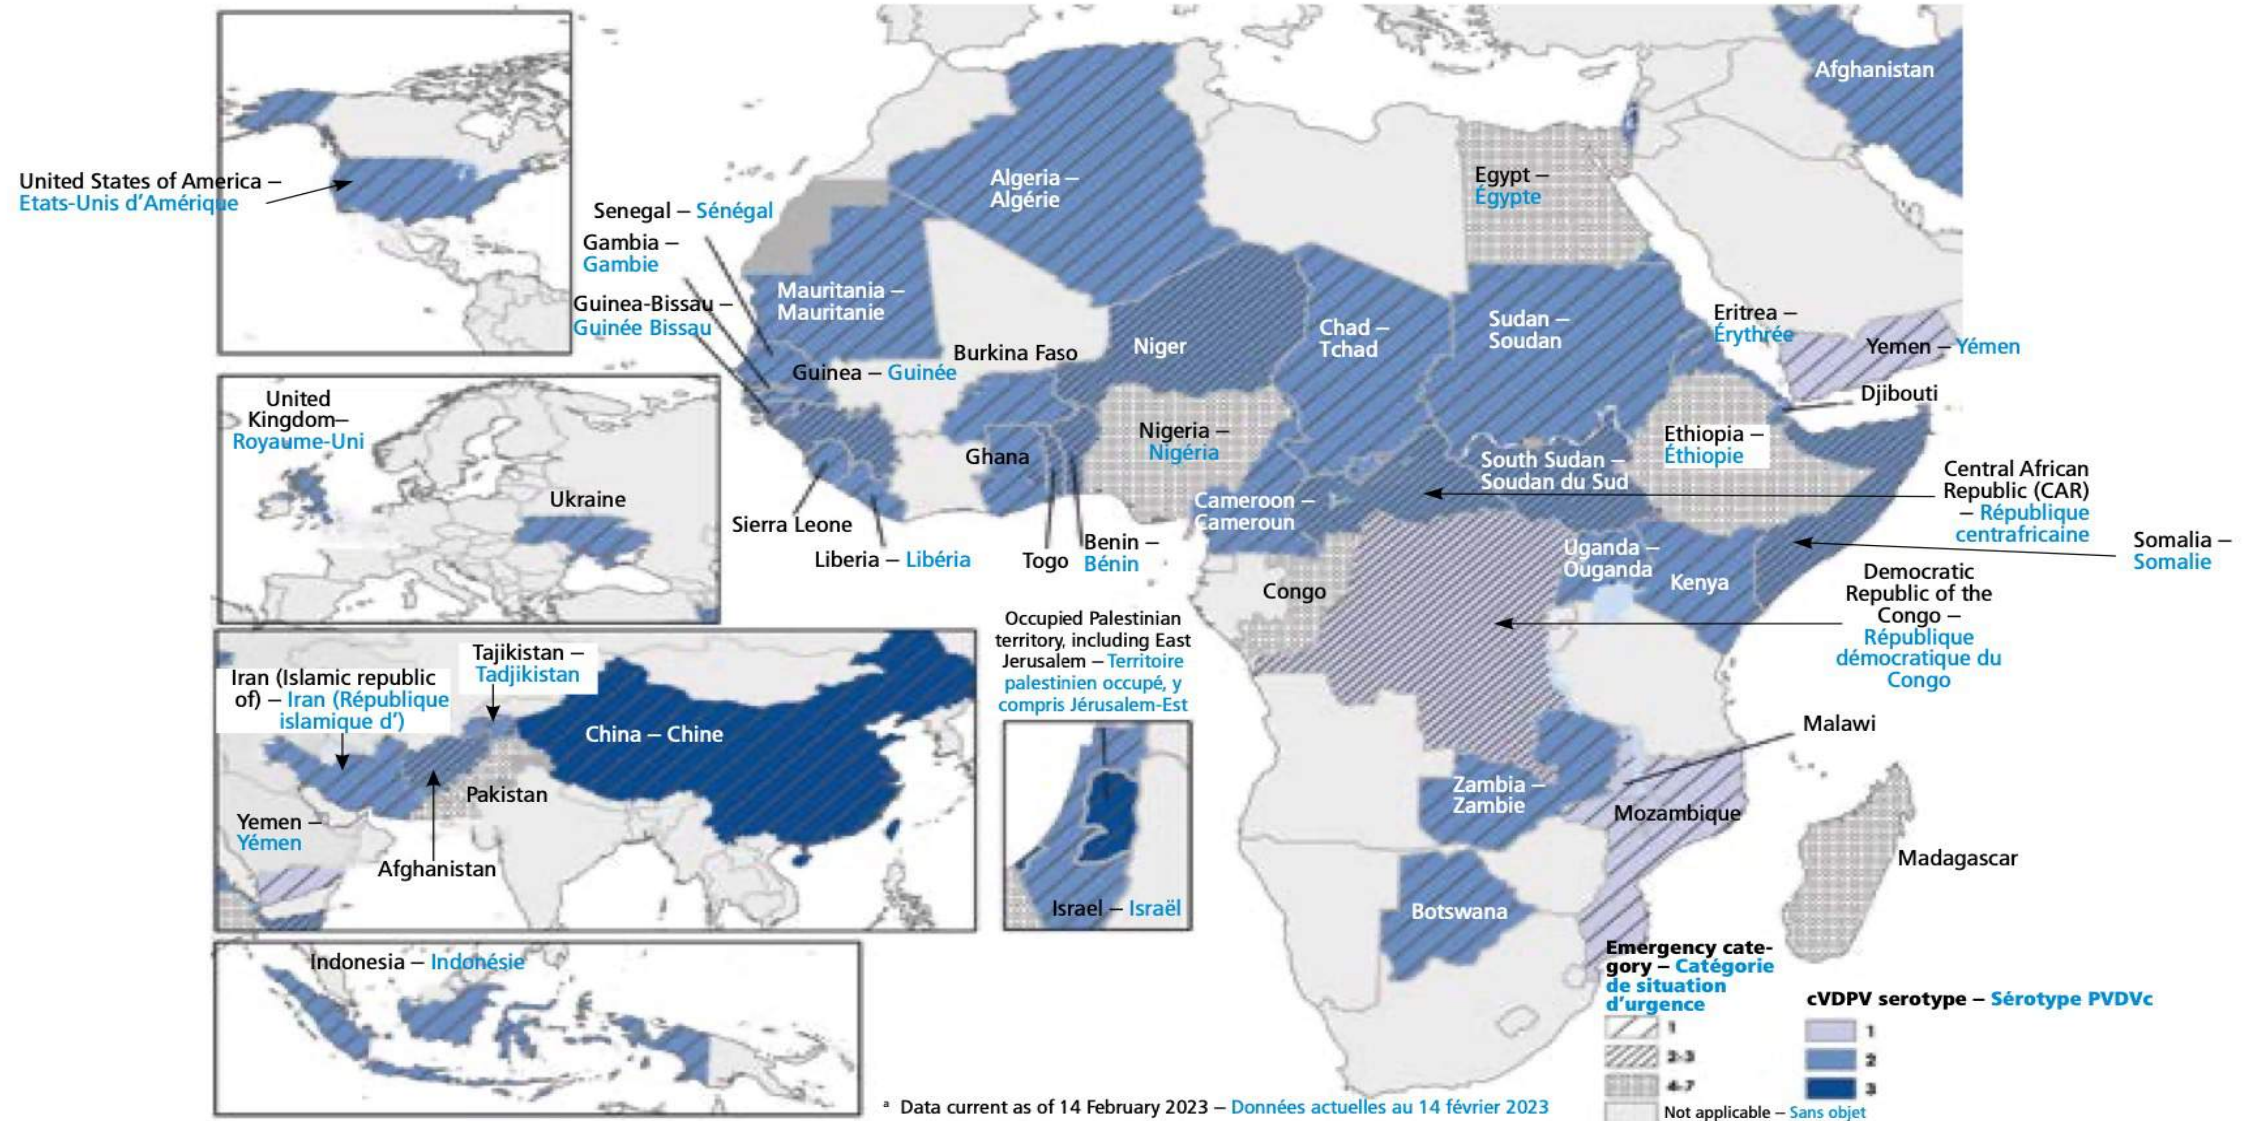 United States of America –
Etats-Unis d’Amérique
Senegal – Sénégal
Gambia –
Gambie
Guinea-Bissau –
Guinée Bissau
Mauritania –
Mauritanie
Algeria –
Algérie
Egypt –
Égypte
Afghanistan
Burkina Faso
Guinea – Guinée
Niger
Chad –
Tchad
Sudan –
Soudan
Eritrea –
Érythrée
Yemen – Yémen
Djibouti
Nigeria –
Nigéria
Ghana
Ethiopia –
Éthiopie
South Sudan –
Soudan du Sud
Cameroon –
Cameroun
Sierra Leone
Liberia – Libéria
Togo
Benin –
Bénin
Central African
Republic (CAR)
– République
centrafricaine
Somalia –
Somalie
Uganda –
Ouganda
Kenya
Congo
Democratic
Republic of the
Congo –
République
démocratique du
Congo
Malawi
Zambia –
Zambie
Mozambique
Madagascar
Botswana
United
Kingdom–
Royaume-Uni
Ukraine
Tajikistan –
Tadjikistan
Iran (Islamic republic
of) – Iran (République
islamique d’)
China – Chine
Pakistan
Yemen –
Yémen
Afghanistan
Occupied Palestinian
territory, including East
Jerusalem – Territoire
palestinien occupé, y
compris Jérusalem-Est
Israel – Israël
Indonesia – Indonésie
Emergency cate-
gory – Catégorie
de situation
d’urgence
1
2-3
4-7
Not applicable – Sans objet
cVDPV serotype – Sérotype PVDVc
1
2
3
a Data current as of 14 February 2023 – Données actuelles au 14 février 2023